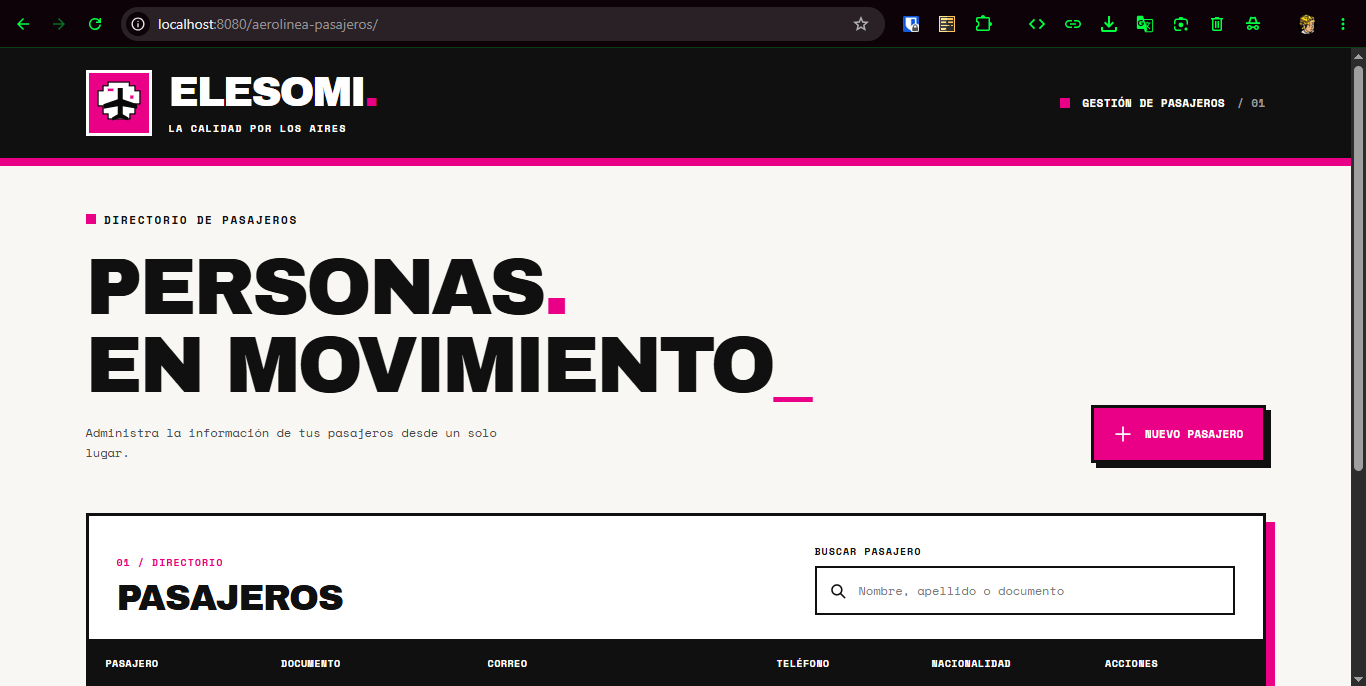 localhost:8080/aerolinea-pasajeros/
ELESOMI.
LA CALIDAD POR LOS AIRES
GESTIÓN DE PASAJEROS / 01
DIRECTORIO DE PASAJEROS
PERSONAS.
EN MOVIMIENTO_
Administra la información de tus pasajeros desde un solo
lugar.
NUEVO PASAJERO
01 / DIRECTORIO
PASAJEROS
BUSCAR PASAJERO
Nombre, apellido o documento
PASAJERO DOCUMENTO CORREO TELÉFONO NACIONALIDAD ACCIONES